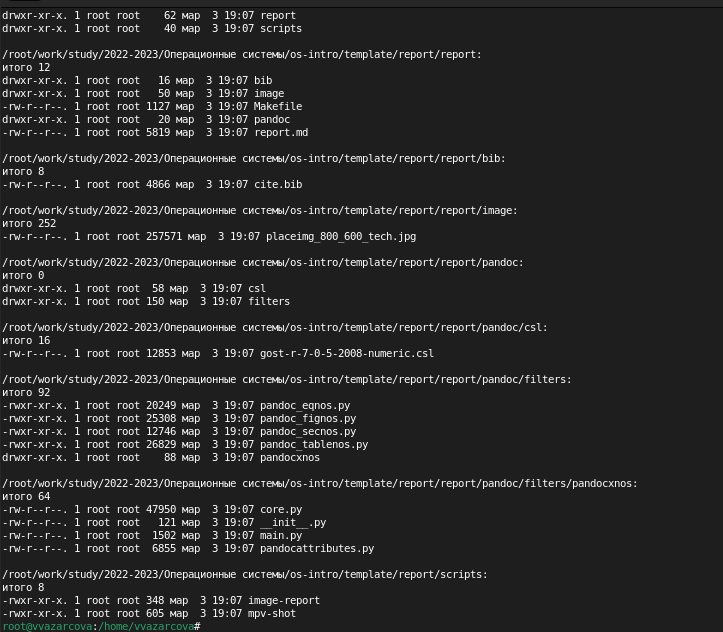 drwxr-xr-x. 1 root root    62 мар  3 19:07 report
drwxr-xr-x. 1 root root    40 мар  3 19:07 scripts
/root/work/study/2022-2023/Операционные системы/os-intro/template/report/report:
итого 12
drwxr-xr-x. 1 root root   16 мар  3 19:07 bib
drwxr-xr-x. 1 root root   50 мар  3 19:07 image
-rw-r--r--. 1 root root 1127 мар  3 19:07 Makefile
drwxr-xr-x. 1 root root   20 мар  3 19:07 pandoc
-rw-r--r--. 1 root root 5819 мар  3 19:07 report.md
/root/work/study/2022-2023/Операционные системы/os-intro/template/report/report/bib:
итого 8
-rw-r--r--. 1 root root 4866 мар  3 19:07 cite.bib
/root/work/study/2022-2023/Операционные системы/os-intro/template/report/report/image:
итого 252
-rw-r--r--. 1 root root 257571 мар  3 19:07 placeimg_800_600_tech.jpg
/root/work/study/2022-2023/Операционные системы/os-intro/template/report/report/pandoc:
итого 0
drwxr-xr-x. 1 root root  58 мар  3 19:07 csl
drwxr-xr-x. 1 root root 150 мар  3 19:07 filters
/root/work/study/2022-2023/Операционные системы/os-intro/template/report/report/pandoc/csl:
итого 16
-rw-r--r--. 1 root root 12853 мар  3 19:07 gost-r-7-0-5-2008-numeric.csl
/root/work/study/2022-2023/Операционные системы/os-intro/template/report/report/pandoc/filters:
итого 92
-rwxr-xr-x. 1 root root 20249 мар  3 19:07 pandoc_eqnos.py
-rwxr-xr-x. 1 root root 25308 мар  3 19:07 pandoc_fignos.py
-rwxr-xr-x. 1 root root 12746 мар  3 19:07 pandoc_secnos.py
-rwxr-xr-x. 1 root root 26829 мар  3 19:07 pandoc_tablenos.py
drwxr-xr-x. 1 root root    88 мар  3 19:07 pandocxnos
/root/work/study/2022-2023/Операционные системы/os-intro/template/report/report/pandoc/filters/pandocxnos:
итого 64
-rw-r--r--. 1 root root 47950 мар  3 19:07 core.py
-rw-r--r--. 1 root root   121 мар  3 19:07 __init__.py
-rw-r--r--. 1 root root  1502 мар  3 19:07 main.py
-rw-r--r--. 1 root root  6855 мар  3 19:07 pandocattributes.py
/root/work/study/2022-2023/Операционные системы/os-intro/template/report/scripts:
итого 8
-rwxr-xr-x. 1 root root 348 мар  3 19:07 image-report
-rwxr-xr-x. 1 root root 605 мар  3 19:07 mpv-shot
root@vvazarcova:/home/vvazarcova#